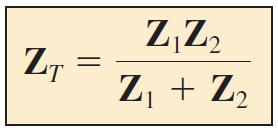 Z_T = Z_1Z_2 / (Z_1 + Z_2)